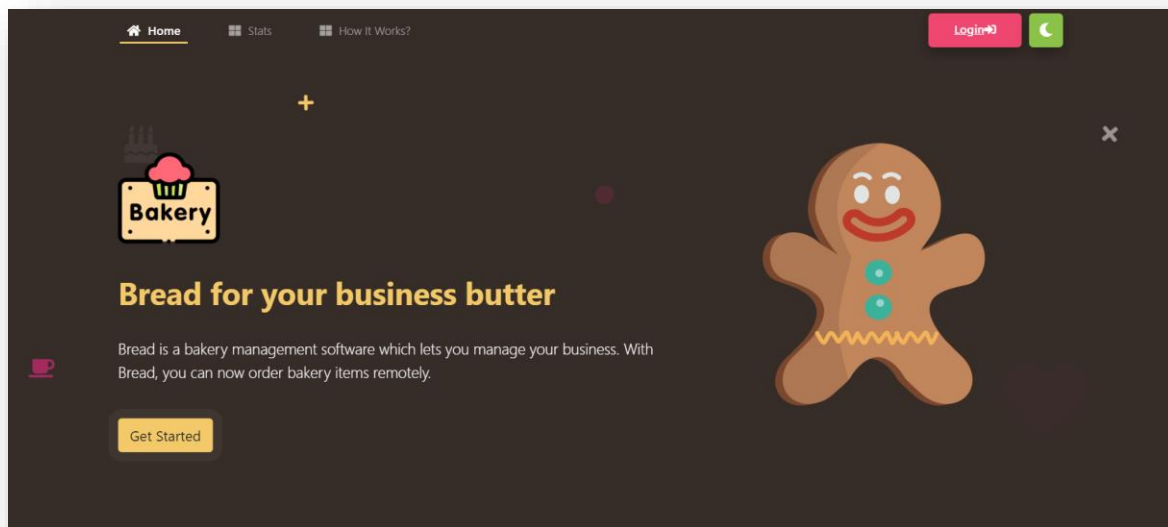 Home Stats How It Works? Login
Bakery
Bread for your business butter
Bread is a bakery management software which lets you manage your business. With
Bread, you can now order bakery items remotely.
Get Started